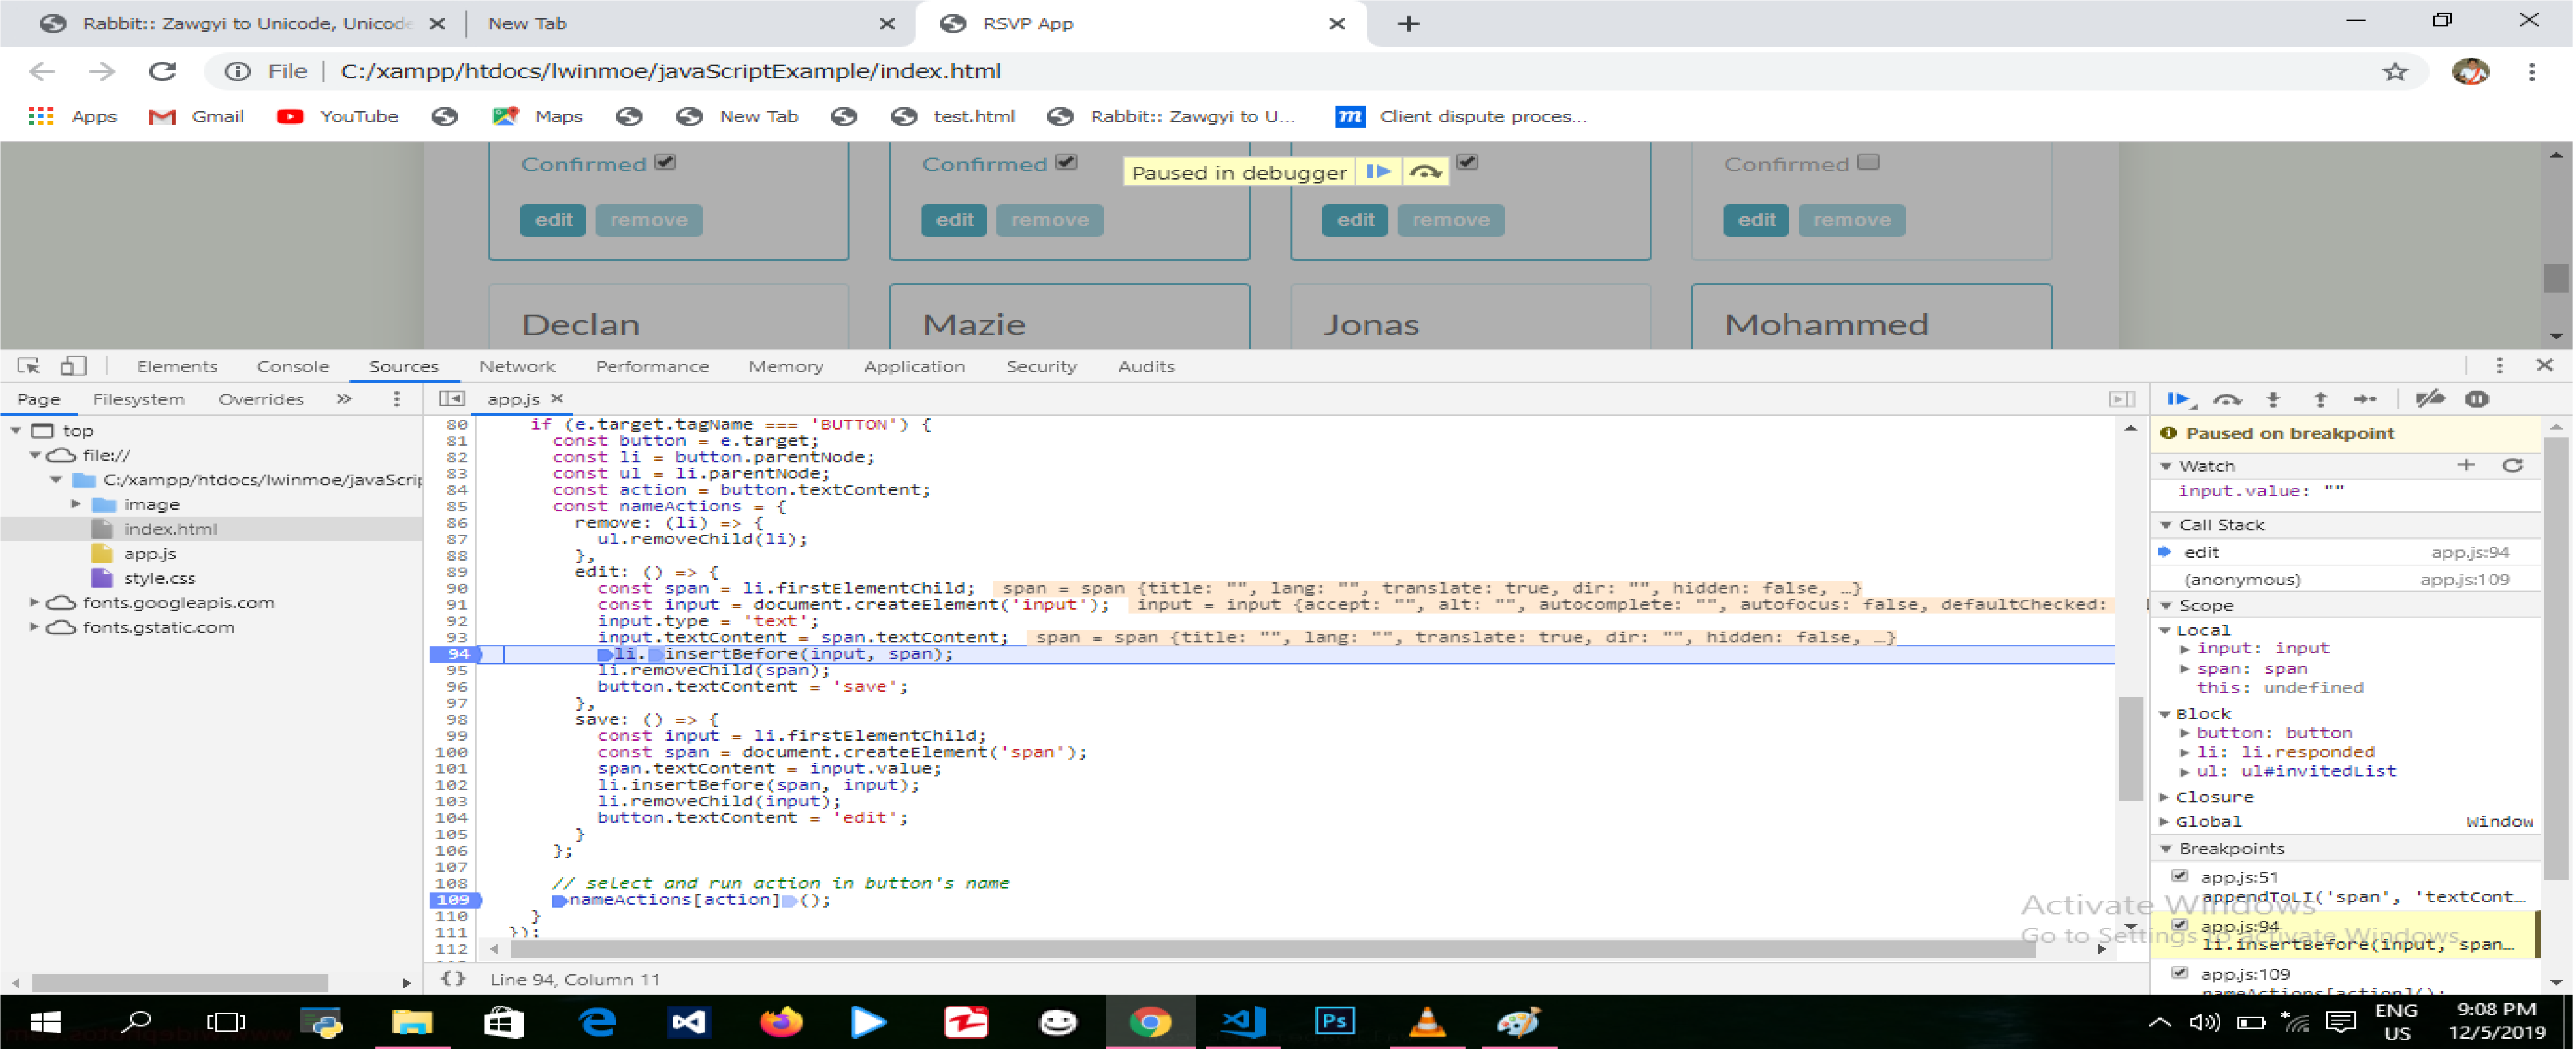 Rabbit:: Zawgyi to Unicode, Unicode
New Tab
RSVP App
File | C:/xampp/htdocs/lwinmoe/javaScriptExample/index.html
Apps Gmail YouTube Maps New Tab test.html Rabbit:: Zawgyi to U... m Client dispute proces...
Confirmed Confirmed Confirmed
Paused in debugger
edit remove edit remove edit remove edit remove
Declan Mazie Jonas Mohammed
Elements Console Sources Network Performance Memory Application Security Audits
Page Filesystem Overrides »
app.js
top
file://
C:/xampp/htdocs/lwinmoe/javaScrip
image
index.html
app.js
style.css
fonts.googleapis.com
fonts.gstatic.com
80 if (e.target.tagName === 'BUTTON') {
81 const button = e.target;
82 const li = button.parentNode;
83 const ul = li.parentNode;
84 const action = button.textContent;
85 const nameActions = {
86 remove: (li) => {
87 ul.removeChild(li);
88 },
89 edit: () => {
90 const span = li.firstElementChild; span = span {title: "", lang: "", translate: true, dir: "", hidden: false, …}
91 const input = document.createElement('input'); input = input {accept: "", alt: "", autocomplete: "", autofocus: false, defaultChecked:
92 input.type = 'text';
93 input.textContent = span.textContent; span = span {title: "", lang: "", translate: true, dir: "", hidden: false, …}
94 li.insertBefore(input, span);
95 li.removeChild(span);
96 button.textContent = 'save';
97 },
98 save: () => {
99 const input = li.firstElementChild;
100 const span = document.createElement('span');
101 span.textContent = input.value;
102 li.insertBefore(span, input);
103 li.removeChild(input);
104 button.textContent = 'edit';
105 }
106 };
107
108 // select and run action in button's name
109 nameActions[action]();
110 }
111 });
112
{} Line 94, Column 11
Paused on breakpoint
Watch
input.value: ""
Call Stack
edit app.js:94
(anonymous) app.js:109
Scope
Local
input: input
span: span
this: undefined
Block
button: button
li: li.responded
ul: ul#invitedList
Closure
Global Window
Breakpoints
app.js:51
appendToLI('span', 'textCont...
app.js:94
li.insertBefore(input, span...
app.js:109
nameActions[action]();
Activate Windows
Go to Settings to activate Windows.
Ps
ENG
US
9:08 PM
12/5/2019